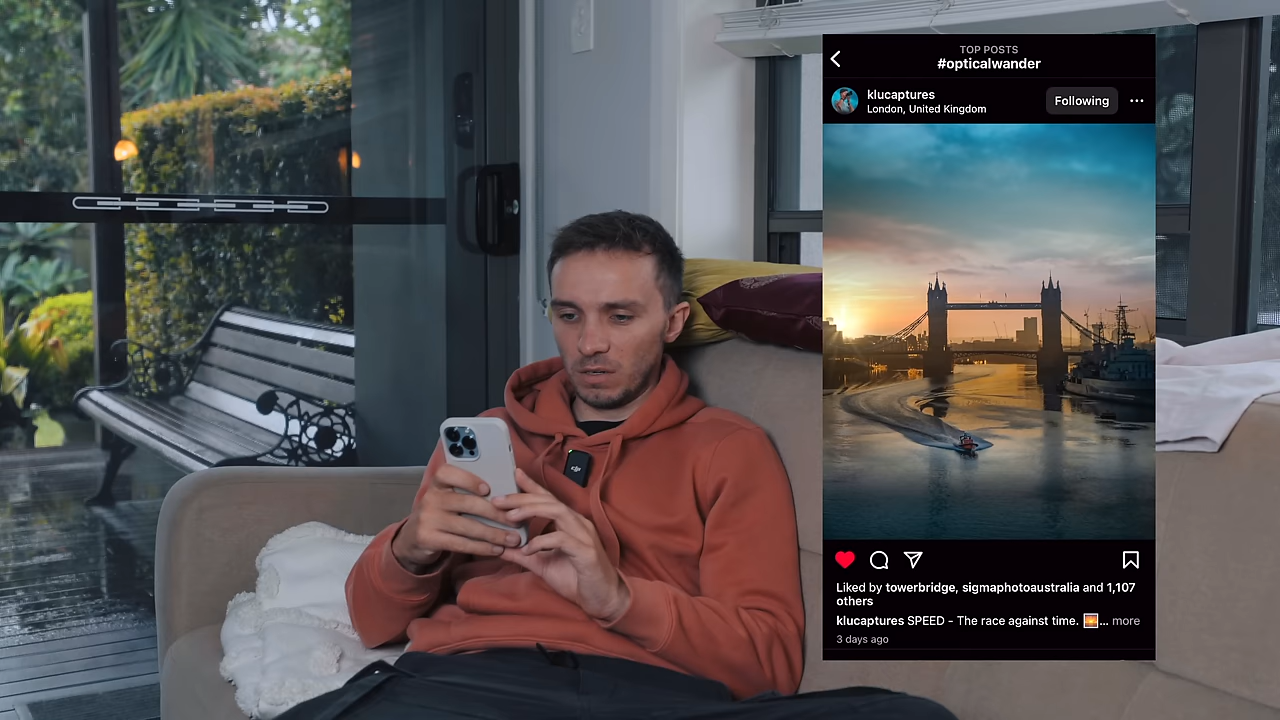 TOP POSTS
#opticalwander
klucaptures
London, United Kingdom
Following
dji
Liked by towerbridge, sigmaphotoaustralia and 1,107
others
klucaptures SPEED - The race against time. 🌅... more
3 days ago